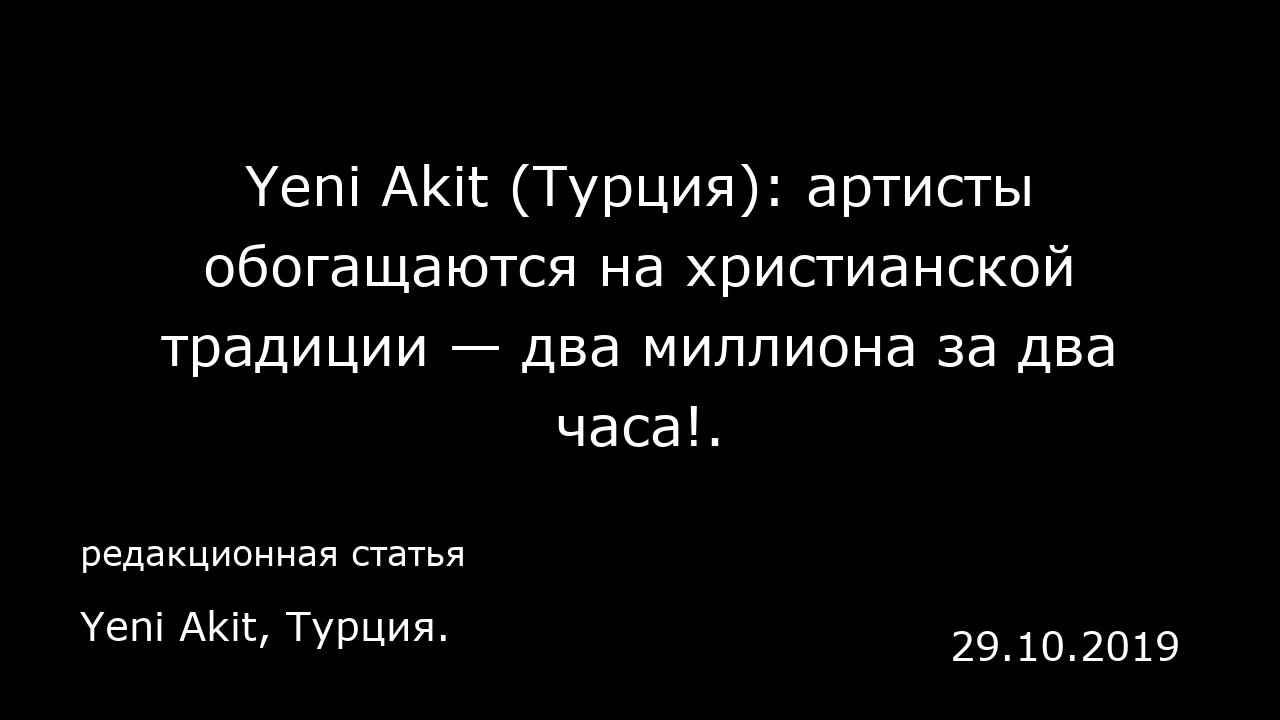 Yeni Akit (Турция): артисты
обогащаются на христианской
традиции — два миллиона за два
часа!.
редакционная статья
Yeni Akit, Турция.
29.10.2019